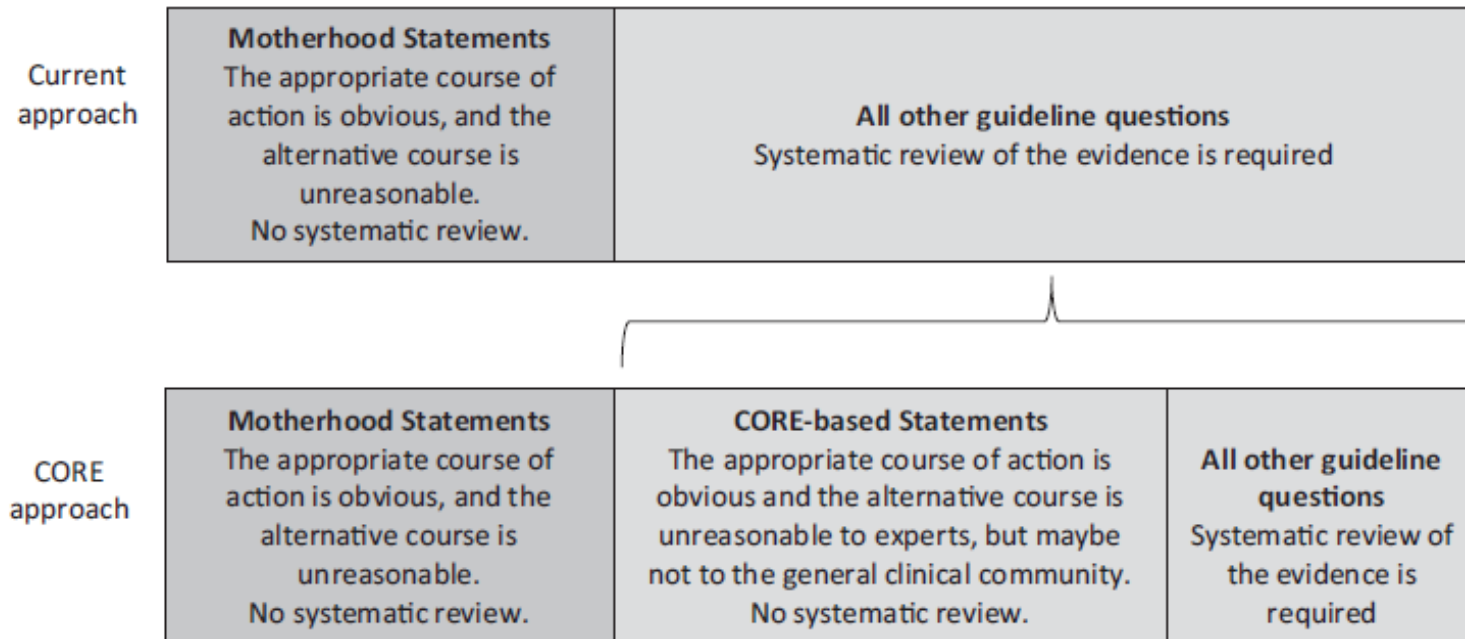 Current
approach
Motherhood Statements
The appropriate course of
action is obvious, and the
alternative course is
unreasonable.
No systematic review.
All other guideline questions
Systematic review of the evidence is required
CORE
approach
Motherhood Statements
The appropriate course of
action is obvious, and the
alternative course is
unreasonable.
No systematic review.
CORE-based Statements
The appropriate course of action is
obvious and the alternative course is
unreasonable to experts, but maybe
not to the general clinical community.
No systematic review.
All other guideline
questions
Systematic review of
the evidence is
required